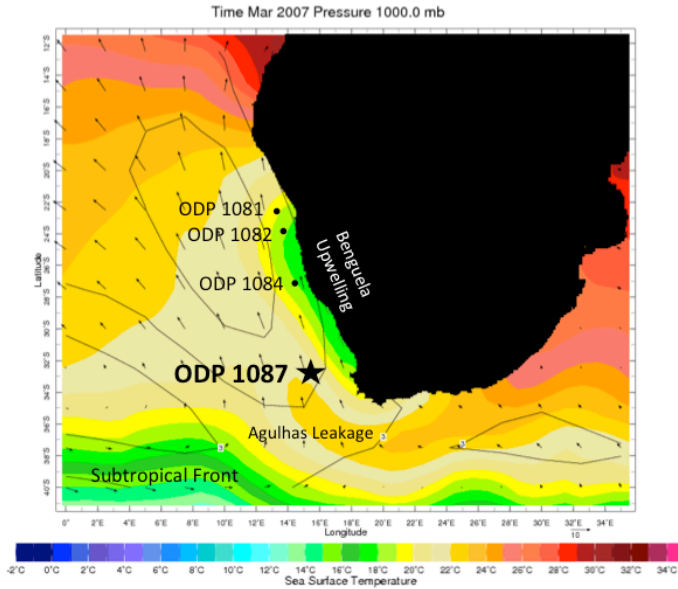 Time Mar 2007 Pressure 1000.0 mb
12°S
14°S
16°S
18°S
20°S
22°S
24°S
26°S
28°S
30°S
32°S
34°S
36°S
38°S
40°S
Latitude
ODP 1081
ODP 1082
ODP 1084
Benguela
Upwelling
ODP 1087
Agulhas Leakage
Subtropical Front
3
3
3
0° 2°E 4°E 6°E 8°E 10°E 12°E 14°E 16°E 18°E 20°E 22°E 24°E 26°E 28°E 30°E 32°E 34°E
Longitude
10
-2°C 0°C 2°C 4°C 6°C 8°C 10°C 12°C 14°C 16°C 18°C 20°C 22°C 24°C 26°C 28°C 30°C 32°C 34°C
Sea Surface Temperature